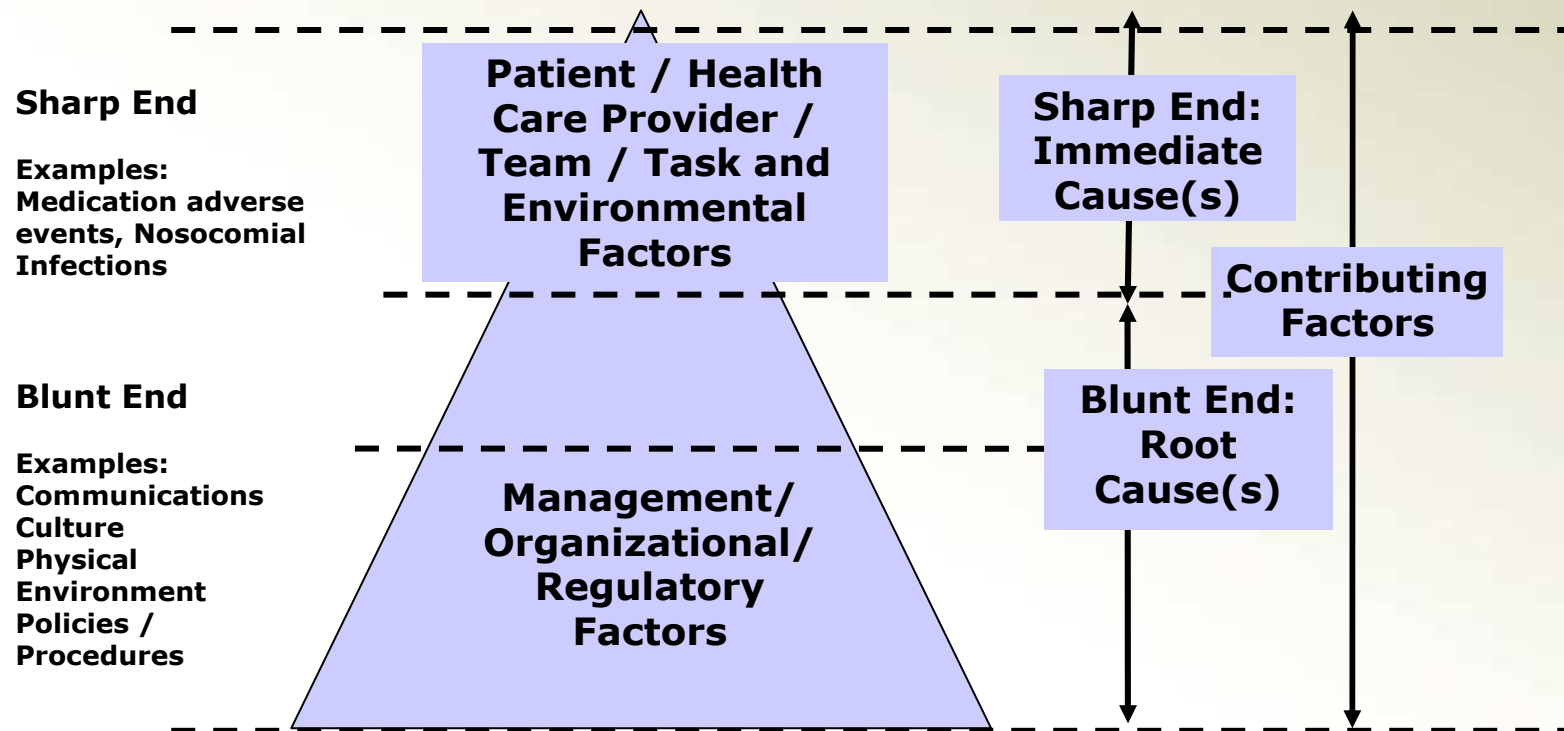 Sharp End
Examples:
Medication adverse
events, Nosocomial
Infections
Patient / Health
Care Provider /
Team / Task and
Environmental
Factors
Sharp End:
Immediate
Cause(s)
Contributing
Factors
Blunt End
Examples:
Communications
Culture
Physical
Environment
Policies /
Procedures
Management/
Organizational/
Regulatory
Factors
Blunt End:
Root
Cause(s)